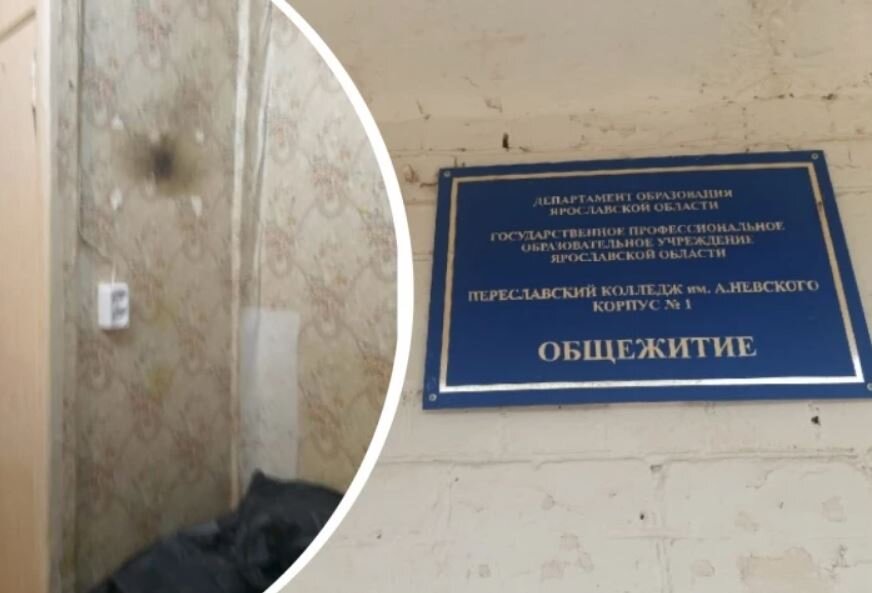 ДЕПАРТАМЕНТ ОБРАЗОВАНИЯ
ЯРОСЛАВСКОЙ ОБЛАСТИ
ГОСУДАРСТВЕННОЕ ПРОФЕССИОНАЛЬНОЕ
ОБРАЗОВАТЕЛЬНОЕ УЧРЕЖДЕНИЕ
ЯРОСЛАВСКОЙ ОБЛАСТИ
ПЕРЕСЛАВСКИЙ КОЛЛЕДЖ им. А.НЕВСКОГО
КОРПУС № 1
ОБЩЕЖИТИЕ